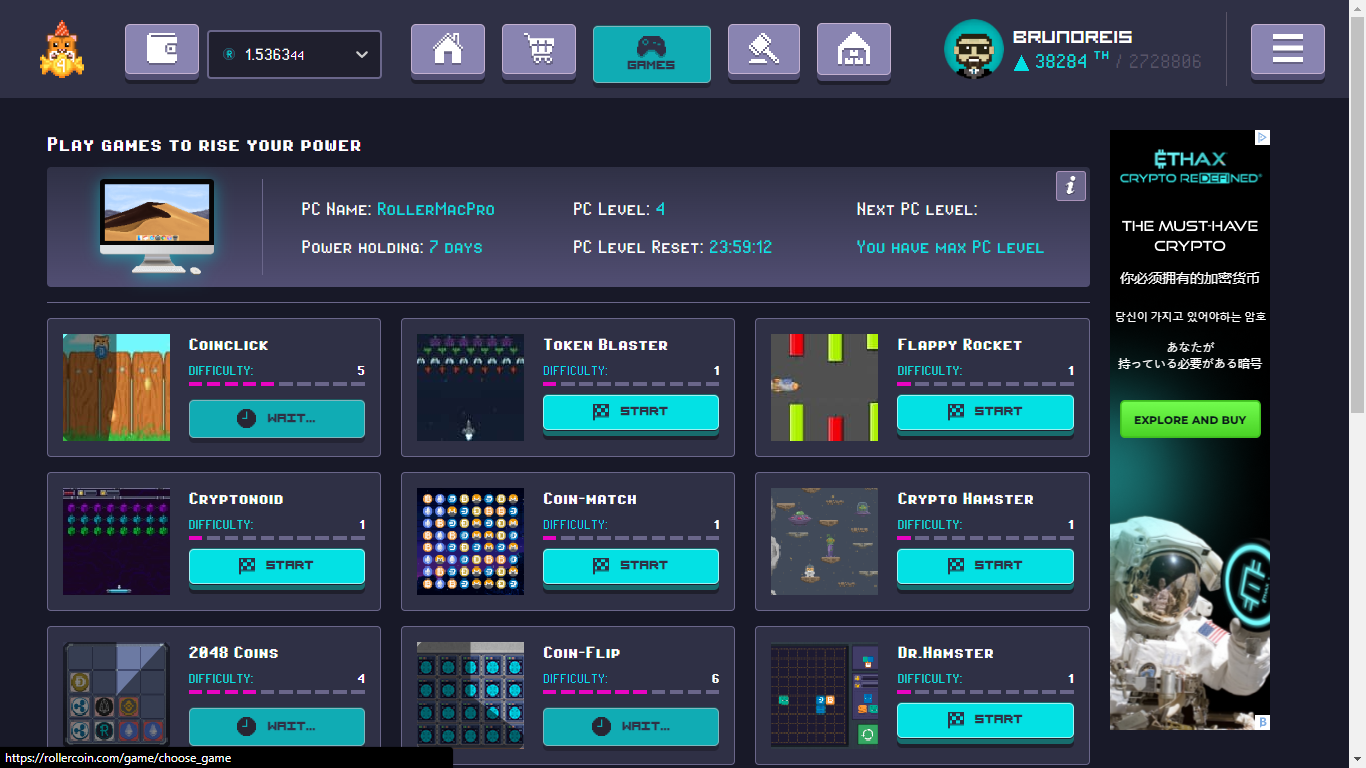 1.536344
GAMES
BRUNOREIS
38284 TH / 2728806
PLAY GAMES TO RISE YOUR POWER
PC NAME: ROLLERMACPRO
PC LEVEL: 4
NEXT PC LEVEL:
POWER HOLDING: 7 DAYS
PC LEVEL RESET: 23:59:12
YOU HAVE MAX PC LEVEL
i
COINCLICK
DIFFICULTY: 5
WAIT...
TOKEN BLASTER
DIFFICULTY: 1
START
FLAPPY ROCKET
DIFFICULTY: 1
START
CRYPTONOID
DIFFICULTY: 1
START
COIN-MATCH
DIFFICULTY: 1
START
CRYPTO HAMSTER
DIFFICULTY: 1
START
2048 COINS
DIFFICULTY: 4
WAIT...
COIN-FLIP
DIFFICULTY: 6
WAIT...
DR.HAMSTER
DIFFICULTY: 1
START
ETHAX
CRYPTO REDEFINED
THE MUST-HAVE
CRYPTO
你必须拥有的加密货币
당신이 가지고 있어야하는 암호
あなたが
持っている必要がある暗号
EXPLORE AND BUY
B
https://rollercoin.com/game/choose_game